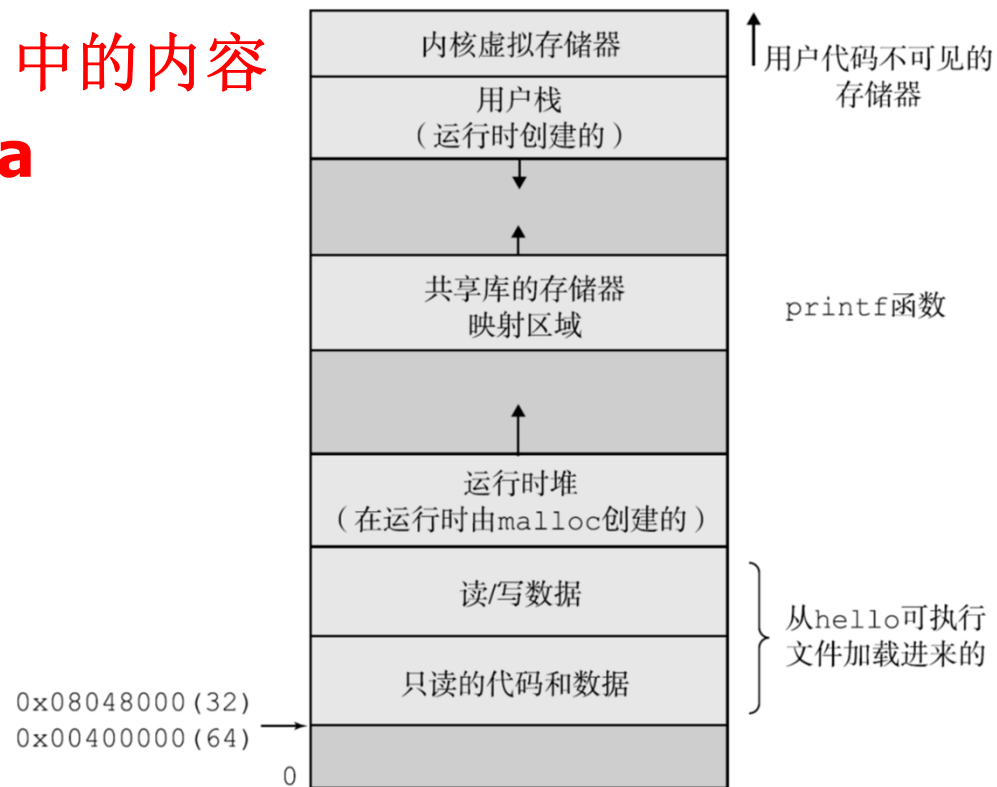 中的内容
a
内核虚拟存储器
用户代码不可见的
存储器
用户栈
（运行时创建的）
共享库的存储器
映射区域
printf函数
运行时堆
（在运行时由malloc创建的）
读/写数据
从hello可执行
文件加载进来的
只读的代码和数据
0x08048000(32)
0x00400000(64)
0